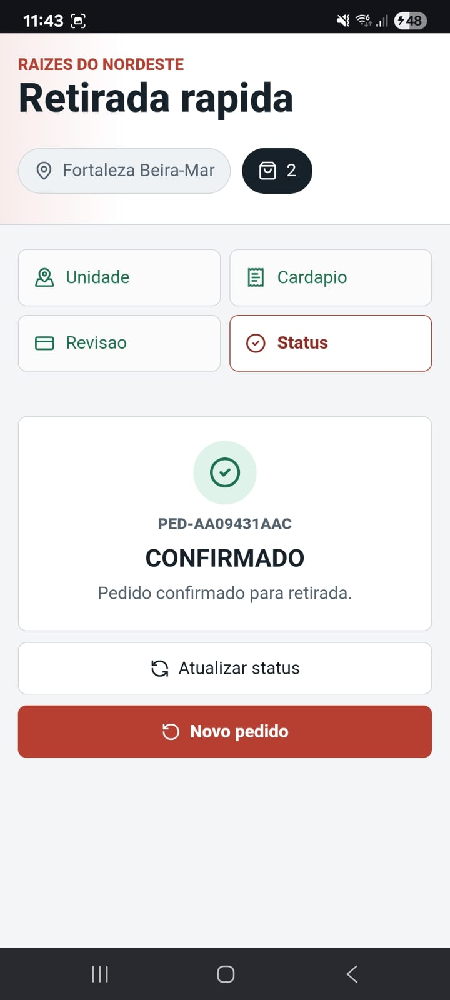 11:43
48
RAIZES DO NORDESTE
Retirada rapida
Fortaleza Beira-Mar
2
Unidade
Cardapio
Revisao
Status
PED-AA09431AAC
CONFIRMADO
Pedido confirmado para retirada.
Atualizar status
Novo pedido